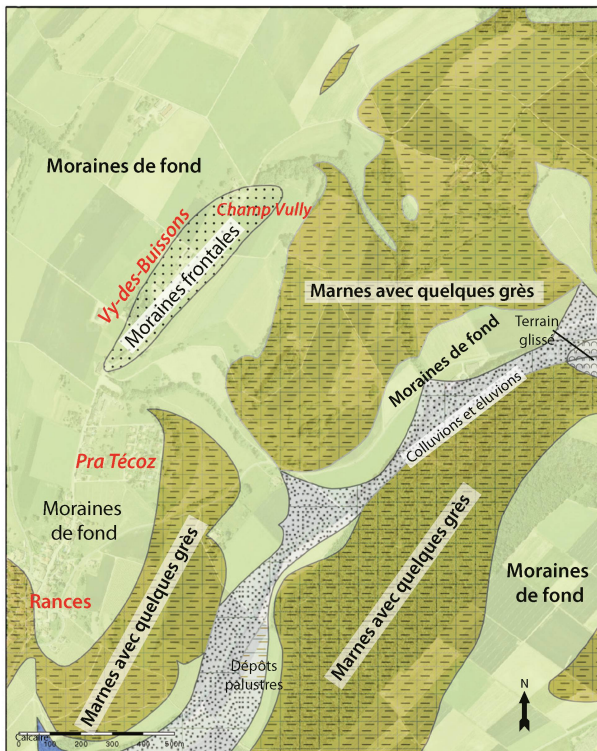 Moraines de fond
Champ Vully
Vy-des-Buissons
Moraines frontales
Marnes avec quelques grès
Terrain
glissé
Moraines de fond
Colluvions et éluvions
Pra Técoz
Moraines
de fond
Marnes avec quelques grès
Marnes avec quelques grès
Moraines
de fond
Rances
Dépôts
palustres
N
Calcaire
0 100 200 300 400 500m